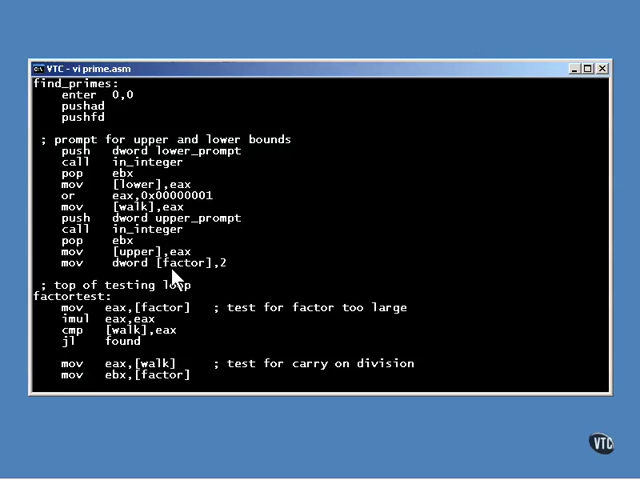 VTC - vi prime.asm
find_primes:
enter 0,0
pushad
pushfd
; prompt for upper and lower bounds
push dword lower_prompt
call in_integer
pop ebx
mov [lower],eax
or eax,0x00000001
mov [walk],eax
push dword upper_prompt
call in_integer
pop ebx
mov [upper],eax
mov dword [factor],2
; top of testing loop
factortest:
mov eax,[factor] ; test for factor too large
imul eax,eax
cmp [walk],eax
jl found
mov eax,[walk] ; test for carry on division
mov ebx,[factor]
VTC